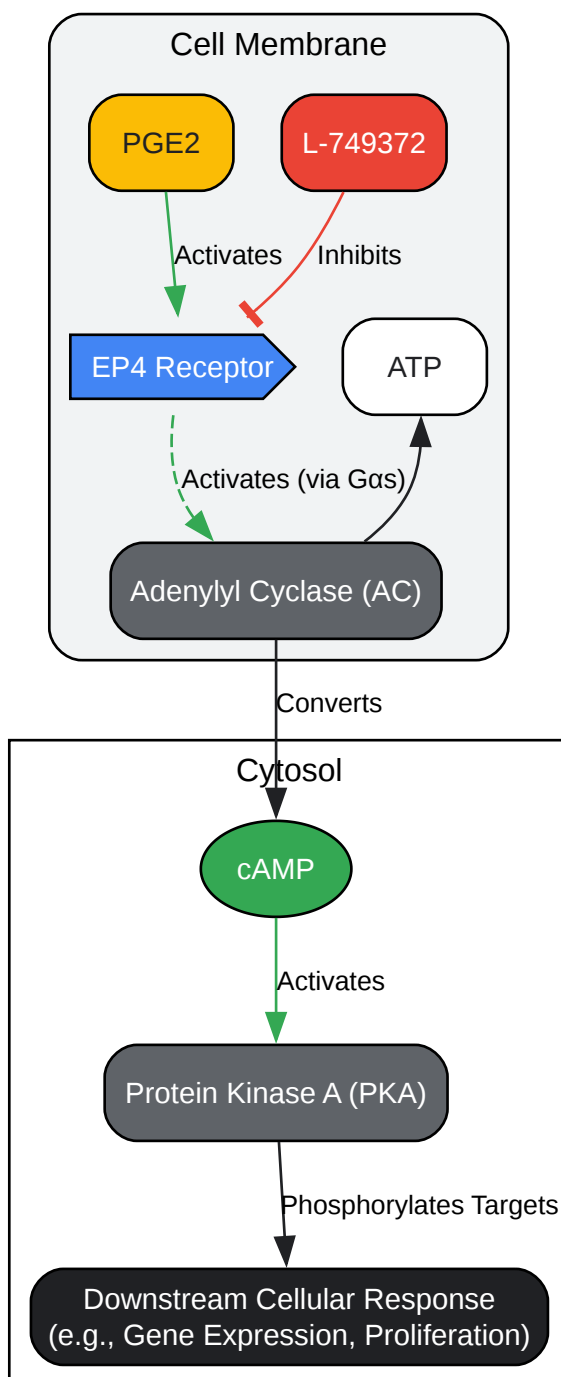 Cell Membrane
PGE2
L-749372
Activates
Inhibits
EP4 Receptor
ATP
Activates (via Gαs)
Adenylyl Cyclase (AC)
Converts
Cytosol
cAMP
Activates
Protein Kinase A (PKA)
Phosphorylates Targets
Downstream Cellular Response
(e.g., Gene Expression, Proliferation)